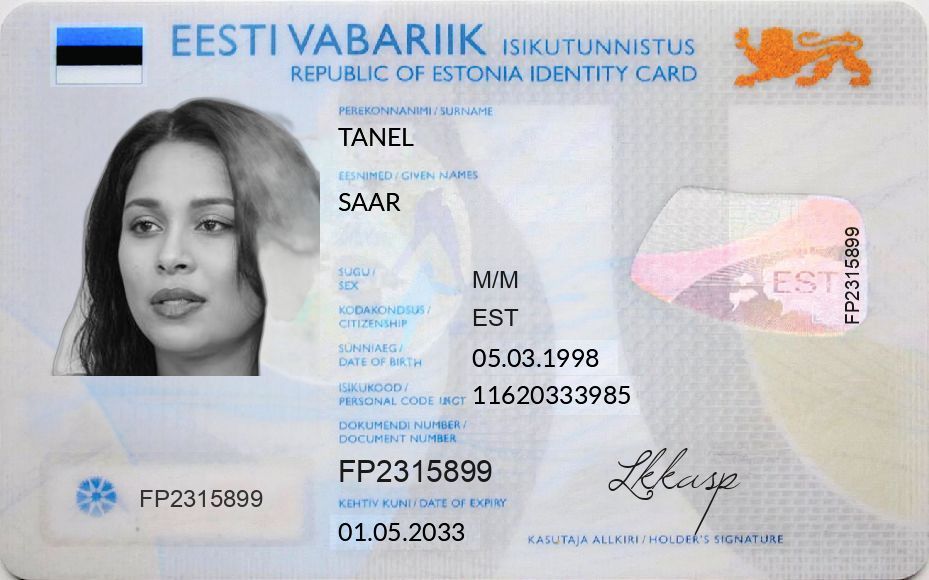 EESTI VABARIIK ISIKUTUNNISTUS
REPUBLIC OF ESTONIA IDENTITY CARD
PEREKONNANIMI / SURNAME
TANEL
EESNIMED / GIVEN NAMES
SAAR
SUGU /
SEX
M/M
KODAKONDSUS /
CITIZENSHIP
EST
SÜNNIAEG /
DATE OF BIRTH
05.03.1998
ISIKUKOOD /
PERSONAL CODE
11620333985
DOKUMENDI NUMBER /
DOCUMENT NUMBER
FP2315899
KEHTIV KUNI / DATE OF EXPIRY
01.05.2033
FP2315899
EST
FP2315899
KASUTAJA ALLKIRI / HOLDER'S SIGNATURE